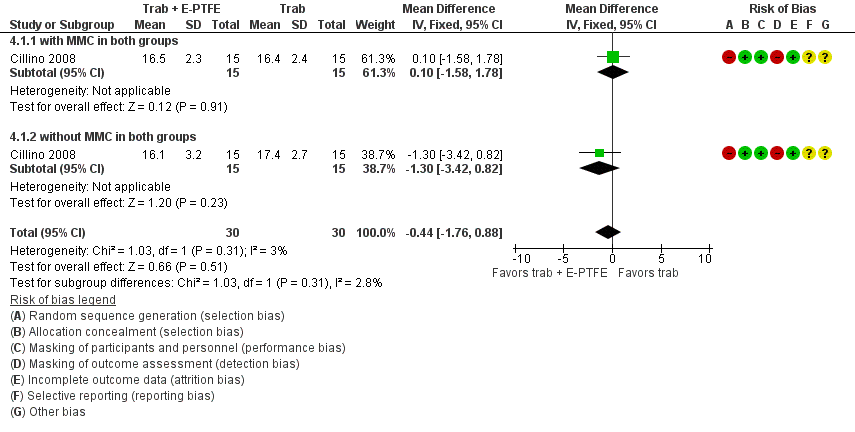 Trab + E-PTFE Trab Mean Difference Mean Difference Risk of Bias
Study or Subgroup Mean SD Total Mean SD Total Weight IV, Fixed, 95% CI IV, Fixed, 95% CI A B C D E F G
4.1.1 with MMC in both groups
Cillino 2008 16.5 2.3 15 16.4 2.4 15 61.3% 0.10 [-1.58, 1.78] - + + - + ? ?
Subtotal (95% CI) 15 15 61.3% 0.10 [-1.58, 1.78]
Heterogeneity: Not applicable
Test for overall effect: Z = 0.12 (P = 0.91)
4.1.2 without MMC in both groups
Cillino 2008 16.1 3.2 15 17.4 2.7 15 38.7% -1.30 [-3.42, 0.82] - + + - + ? ?
Subtotal (95% CI) 15 15 38.7% -1.30 [-3.42, 0.82]
Heterogeneity: Not applicable
Test for overall effect: Z = 1.20 (P = 0.23)
Total (95% CI) 30 30 100.0% -0.44 [-1.76, 0.88]
Heterogeneity: Chi² = 1.03, df = 1 (P = 0.31); I² = 3%
Test for overall effect: Z = 0.66 (P = 0.51)
Test for subgroup differences: Chi² = 1.03, df = 1 (P = 0.31), I² = 2.8%
-10 -5 0 5 10
Favors trab + E-PTFE Favors trab
Risk of bias legend
(A) Random sequence generation (selection bias)
(B) Allocation concealment (selection bias)
(C) Masking of participants and personnel (performance bias)
(D) Masking of outcome assessment (detection bias)
(E) Incomplete outcome data (attrition bias)
(F) Selective reporting (reporting bias)
(G) Other bias